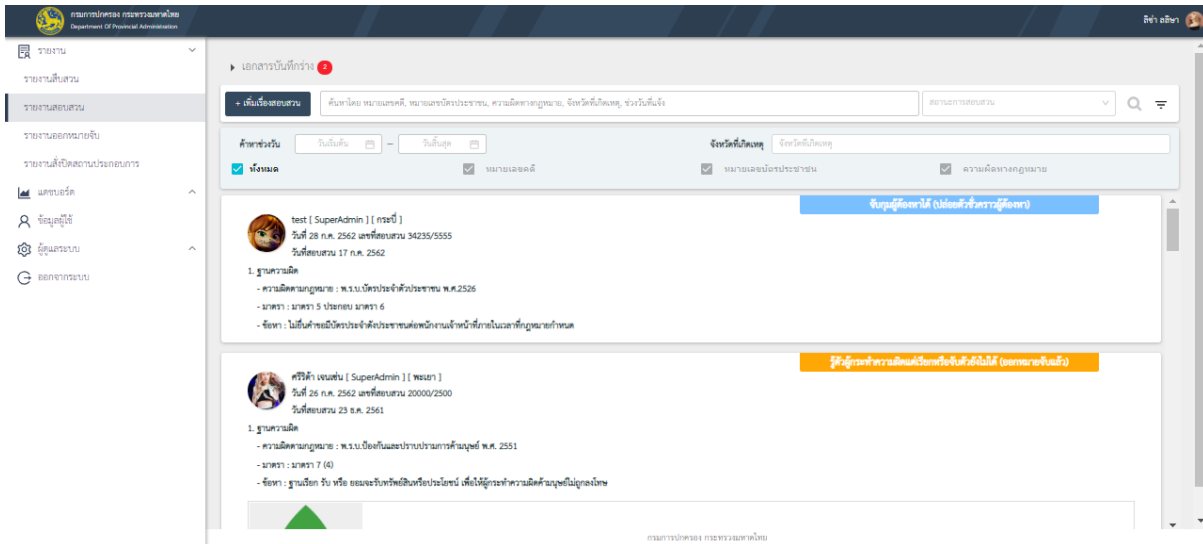 กรมการปกครอง กระทรวงมหาดไทย
Department Of Provincial Administration
ลิซ่า ลลิษา
รายงาน
รายงานสืบสวน
รายงานสอบสวน
รายงานออกหมายจับ
รายงานสั่งปิดสถานประกอบการ
แดชบอร์ด
ข้อมูลผู้ใช้
ผู้ดูแลระบบ
ออกจากระบบ
เอกสารบันทึกร่าง 2
+ เพิ่มเรื่องสอบสวน
ค้นหาโดย หมายเลขคดี, หมายเลขบัตรประชาชน, ความผิดทางกฎหมาย, จังหวัดที่เกิดเหตุ, ช่วงวันที่แจ้ง
สถานะการสอบสวน
ค้าหาช่วงวัน วันเริ่มต้น – วันสิ้นสุด จังหวัดที่เกิดเหตุ จังหวัดที่เกิดเหตุ
ทั้งหมด หมายเลขคดี หมายเลขบัตรประชาชน ความผิดทางกฎหมาย
จับกุมผู้ต้องหาได้ (ปล่อยตัวชั่วคราวผู้ต้องหา)
test [ SuperAdmin ] [ กระบี่ ]
วันที่ 28 ก.ค. 2562 เลขที่สอบสวน 34235/5555
วันที่สอบสวน 17 ก.ค. 2562
1. ฐานความผิด
- ความผิดตามกฎหมาย : พ.ร.บ.บัตรประจำตัวประชาชน พ.ศ.2526
- มาตรา : มาตรา 5 ประกอบ มาตรา 6
- ข้อหา : ไม่ยื่นคำขอมีบัตรประจำตัวประชาชนต่อพนักงานเจ้าหน้าที่ภายในเวลาที่กฎหมายกำหนด
รู้ตัวผู้กระทำความผิดแต่เรียกหรือจับตัวยังไม่ได้ (ออกหมายจับแล้ว)
ศรีริต้า เจนเซ่น [ SuperAdmin ] [ พะเยา ]
วันที่ 26 ก.ค. 2562 เลขที่สอบสวน 20000/2500
วันที่สอบสวน 23 ธ.ค. 2561
1. ฐานความผิด
- ความผิดตามกฎหมาย : พ.ร.บ.ป้องกันและปราบปรามการค้ามนุษย์ พ.ศ. 2551
- มาตรา : มาตรา 7 (4)
- ข้อหา : ฐานเรียก รับ หรือ ยอมจะรับทรัพย์สินหรือประโยชน์ เพื่อให้ผู้กระทำความผิดค้ามนุษย์ไม่ถูกลงโทษ
กรมการปกครอง กระทรวงมหาดไทย